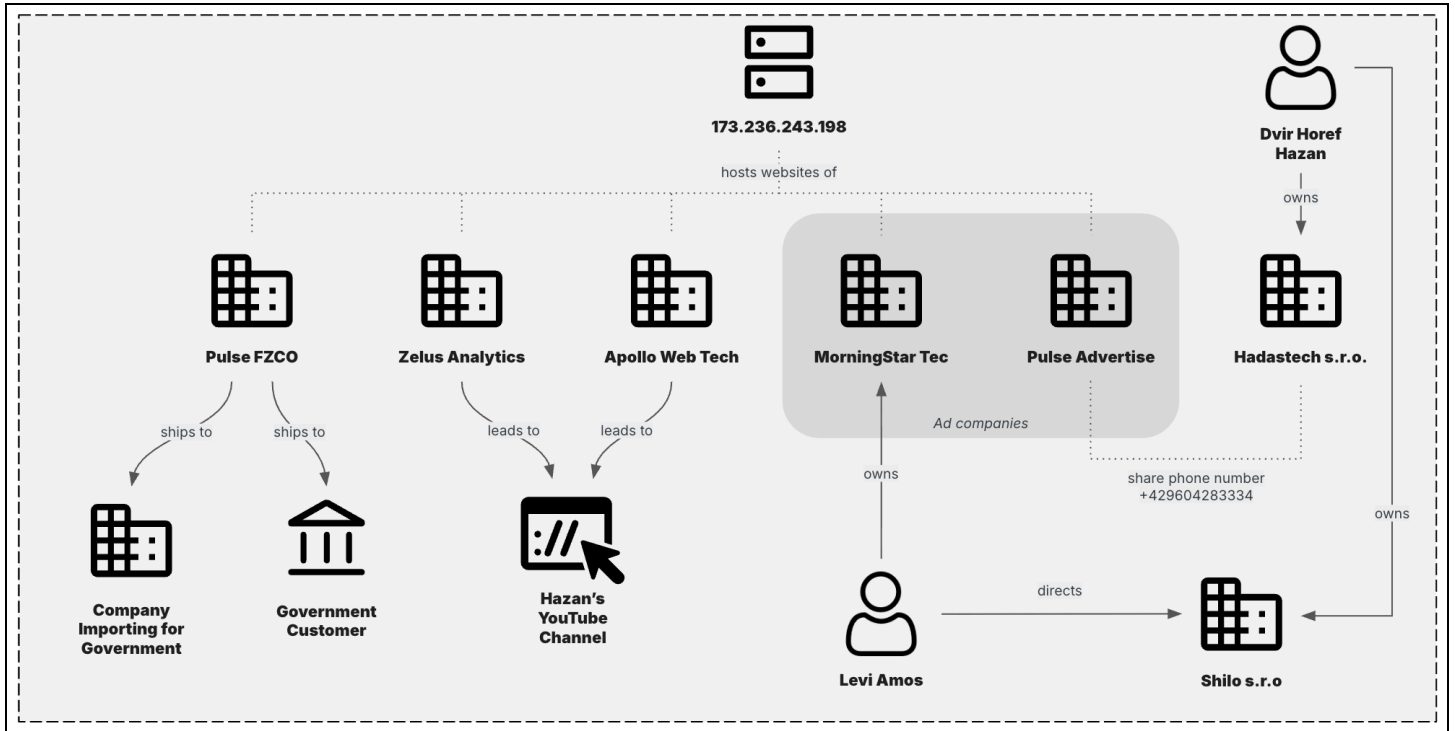 173.236.243.198
hosts websites of
Dvir Horef
Hazan
owns
Pulse FZCO
Zelus Analytics
Apollo Web Tech
MorningStar Tec
Pulse Advertise
Hadastech s.r.o.
Ad companies
ships to
ships to
leads to
leads to
owns
share phone number
+429604283334
owns
Company
Importing for
Government
Government
Customer
://
Hazan’s
YouTube
Channel
directs
Levi Amos
Shilo s.r.o